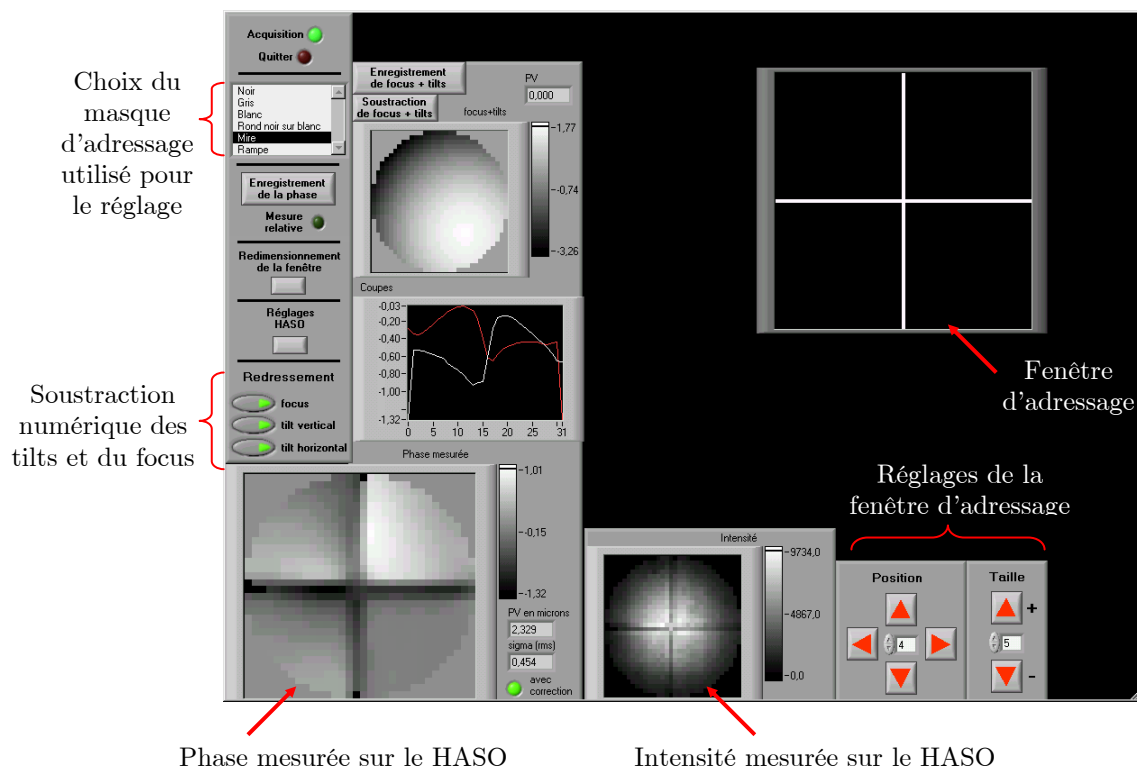 Choix du
masque
d'adressage
utilisé pour
le réglage
Soustraction
numérique des
tilts et du focus
Acquisition
Quitter
Noir
Gris
Blanc
Rond noir sur blanc
Mire
Rampe
Enregistrement
de la phase
Mesure
relative
Redimensionnement
de la fenêtre
Réglages
HASO
Redressement
focus
tilt vertical
tilt horizontal
Enregistrement
de focus + tilts
Soustraction
de focus + tilts
focus+tilts
PV
0,000
-1,77
-0,74
-3,26
Coupes
-0,03
-0,20
-0,40
-0,60
-0,80
-1,00
-1,32
0 5 10 15 20 25 31
Phase mesurée
1,01
-0,15
-1,32
PV en microns
2,329
sigma (rms)
0,454
avec
correction
Fenêtre
d'adressage
Réglages de la
fenêtre d'adressage
Intensité
9734,0
4867,0
0,0
Position
4
Taille
+
5
-
Phase mesurée sur le HASO
Intensité mesurée sur le HASO